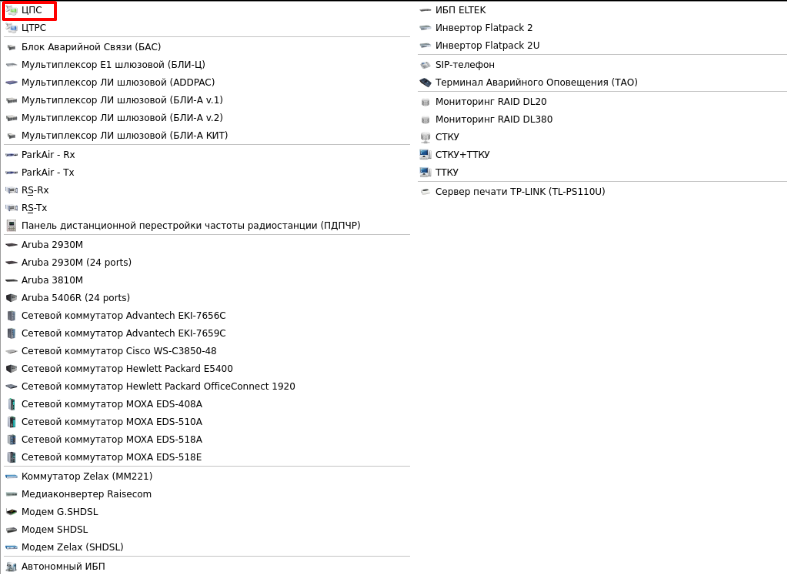 ЦПС
ЦТРС
Блок Аварийной Связи (БАС)
Мультиплексор Е1 шлюзовой (БЛИ-Ц)
Мультиплексор ЛИ шлюзовой (ADDPAC)
Мультиплексор ЛИ шлюзовой (БЛИ-А v.1)
Мультиплексор ЛИ шлюзовой (БЛИ-А v.2)
Мультиплексор ЛИ шлюзовой (БЛИ-А КИТ)
ParkAir - Rx
ParkAir - Tx
RS-Rx
RS-Tx
Панель дистанционной перестройки частоты радиостанции (ПДПЧР)
Aruba 2930M
Aruba 2930M (24 ports)
Aruba 3810M
Aruba 5406R (24 ports)
Сетевой коммутатор Advantech EKI-7656C
Сетевой коммутатор Advantech EKI-7659C
Сетевой коммутатор Cisco WS-C3850-48
Сетевой коммутатор Hewlett Packard E5400
Сетевой коммутатор Hewlett Packard OfficeConnect 1920
Сетевой коммутатор MOXA EDS-408A
Сетевой коммутатор MOXA EDS-510A
Сетевой коммутатор MOXA EDS-518A
Сетевой коммутатор MOXA EDS-518E
Коммутатор Zelax (MM221)
Медиаконвертер Raisecom
Модем G.SHDSL
Модем SHDSL
Модем Zelax (SHDSL)
Автономный ИБП
ИБП ELTEK
Инвертор Flatpack 2
Инвертор Flatpack 2U
SIP-телефон
Терминал Аварийного Оповещения (ТАО)
Мониторинг RAID DL20
Мониторинг RAID DL380
СТКУ
СТКУ+ТТКУ
ТТКУ
Сервер печати TP-LINK (TL-PS110U)